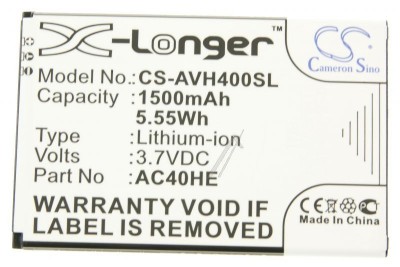 X-Longer
CS
Cameron Sino
Model No.: CS-AVH400SL
Capacity: 1500mAh
5.55Wh
Type: Lithium-ion
Volts: 3.7VDC
Part No.: AC40HE
WARRANTY VOID IF
LABEL IS REMOVED
CE
Made In CHINA